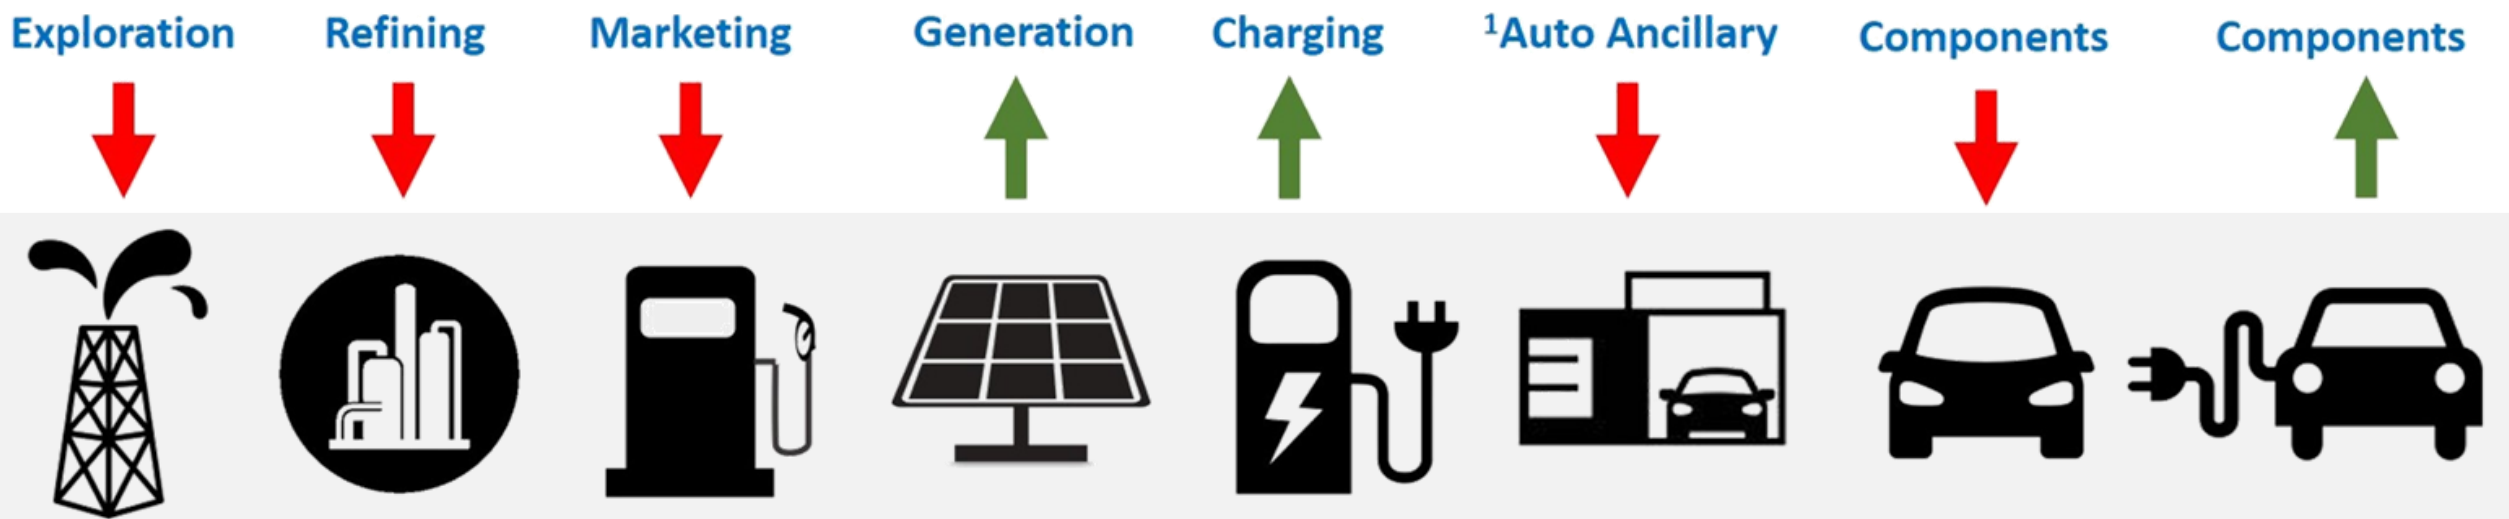 Exploration Refining Marketing Generation Charging ¹Auto Ancillary Components Components